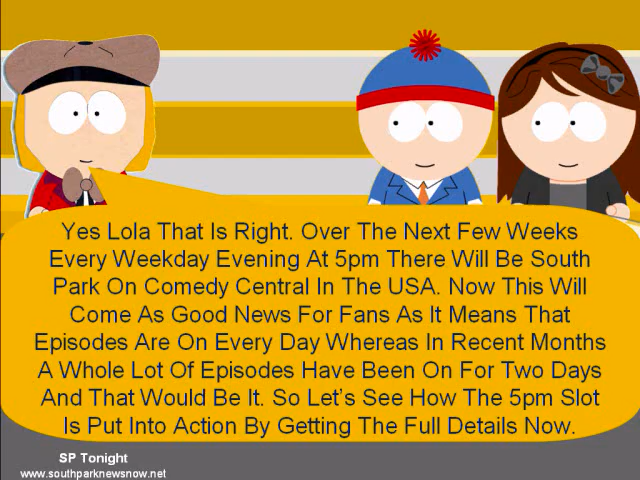 Yes Lola That Is Right. Over The Next Few Weeks
Every Weekday Evening At 5pm There Will Be South
Park On Comedy Central In The USA. Now This Will
Come As Good News For Fans As It Means That
Episodes Are On Every Day Whereas In Recent Months
A Whole Lot Of Episodes Have Been On For Two Days
And That Would Be It. So Let's See How The 5pm Slot
Is Put Into Action By Getting The Full Details Now.
SP Tonight
www.southparknewsnow.net